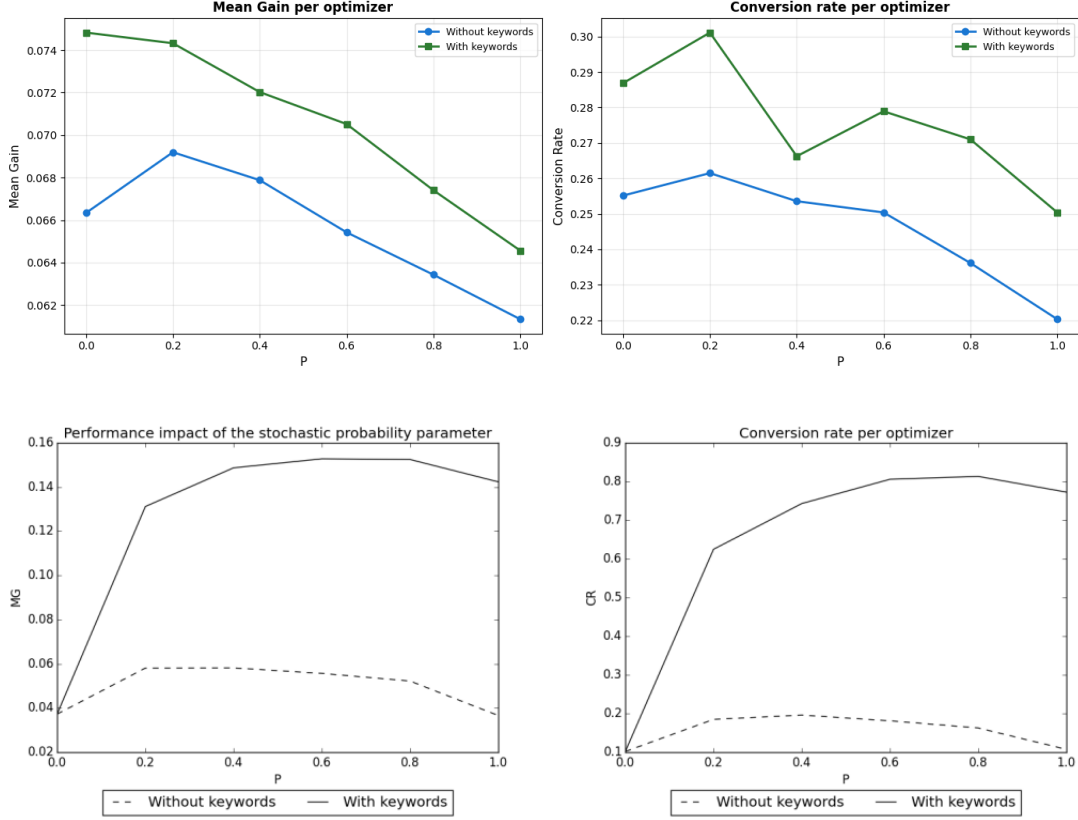 Mean Gain per optimizer
Without keywords
With keywords
0.074
0.072
0.070
0.068
0.066
0.064
0.062
Mean Gain
0.0 0.2 0.4 0.6 0.8 1.0
P
Conversion rate per optimizer
Without keywords
With keywords
0.30
0.29
0.28
0.27
0.26
0.25
0.24
0.23
0.22
Conversion Rate
0.0 0.2 0.4 0.6 0.8 1.0
P
Performance impact of the stochastic probability parameter
0.16
0.14
0.12
0.10
0.08
0.06
0.04
0.02
MG
0.0 0.2 0.4 0.6 0.8 1.0
P
Without keywords With keywords
Conversion rate per optimizer
0.9
0.8
0.7
0.6
0.5
0.4
0.3
0.2
0.1
CR
0.0 0.2 0.4 0.6 0.8 1.0
P
Without keywords With keywords